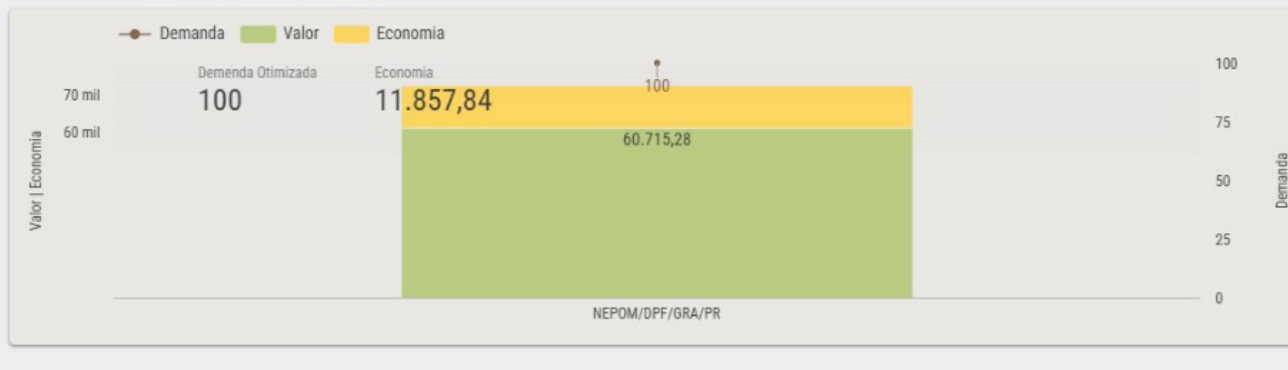 Demanda Valor Economia
Demenda Otimizada Economia
100 11.857,84
100
70 mil
60 mil
60.715,28
Valor | Economia
100
75
50
25
0
Demanda
NEPOM/DPF/GRA/PR